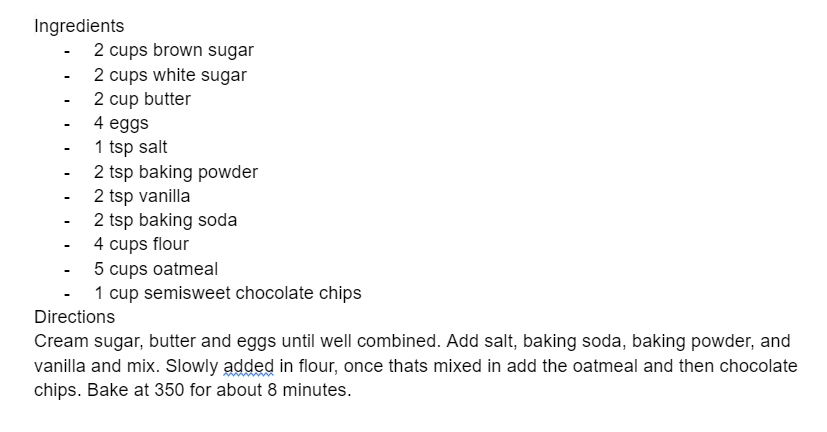 Ingredients
- 2 cups brown sugar
- 2 cups white sugar
- 2 cup butter
- 4 eggs
- 1 tsp salt
- 2 tsp baking powder
- 2 tsp vanilla
- 2 tsp baking soda
- 4 cups flour
- 5 cups oatmeal
- 1 cup semisweet chocolate chips
Directions
Cream sugar, butter and eggs until well combined. Add salt, baking soda, baking powder, and
vanilla and mix. Slowly added in flour, once thats mixed in add the oatmeal and then chocolate
chips. Bake at 350 for about 8 minutes.